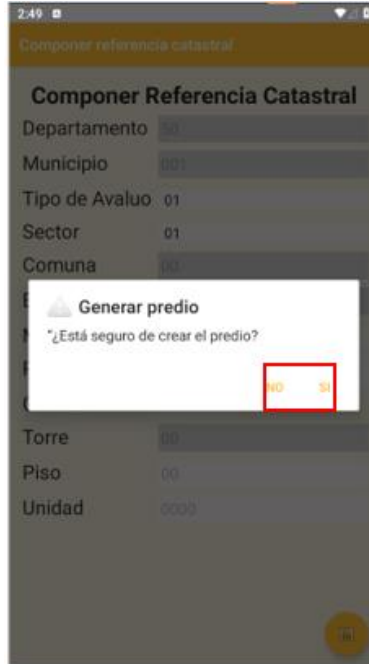 2:49
Componer referencia catastral
Componer Referencia Catastral
Departamento 50
Municipio 001
Tipo de Avaluo 01
Sector 01
Comuna 00
Generar predio
"¿Está seguro de crear el predio?
NO SI
Torre 00
Piso 00
Unidad 0000